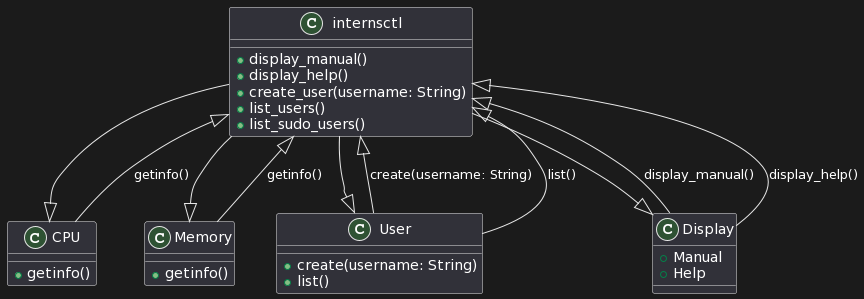 C internsctl
display_manual()
display_help()
create_user(username: String)
list_users()
list_sudo_users()
getinfo()
getinfo()
create(username: String)
list()
display_manual()
display_help()
C CPU
getinfo()
C Memory
getinfo()
C User
create(username: String)
list()
C Display
Manual
Help